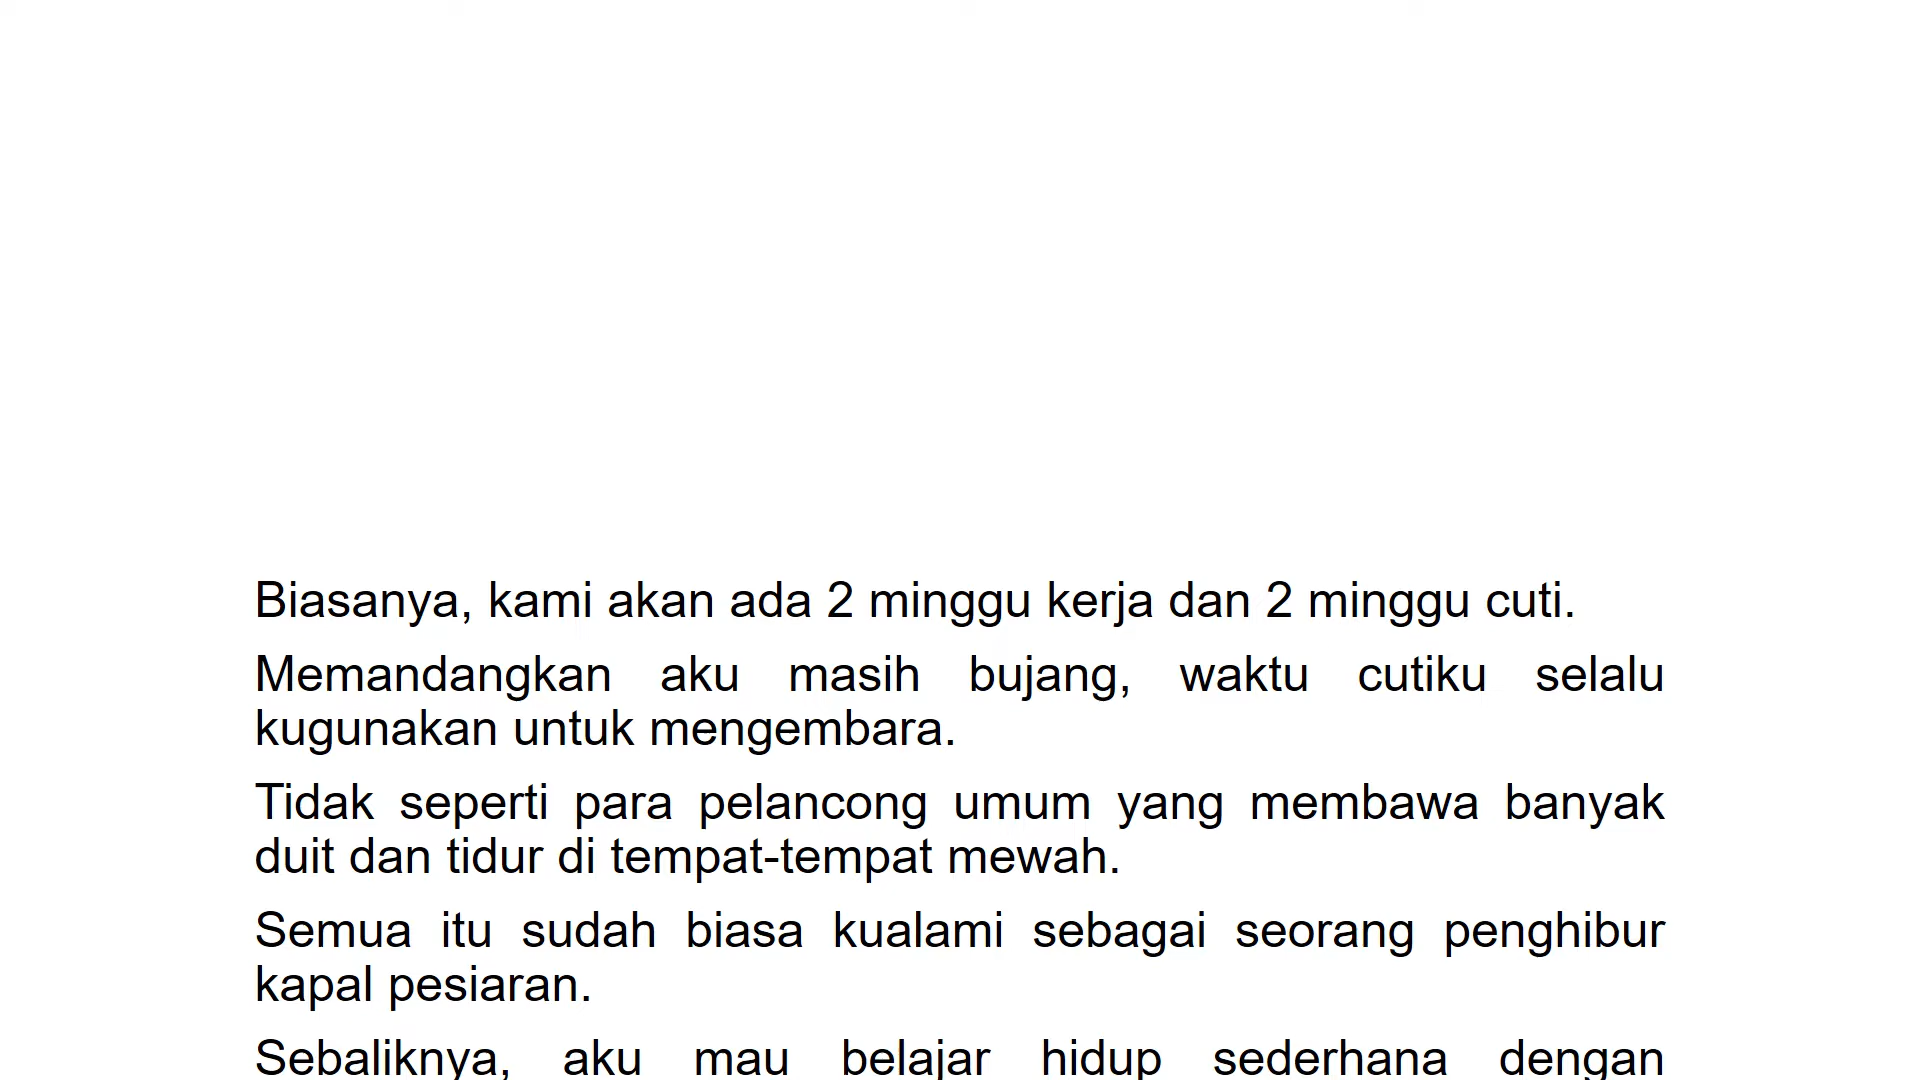 Biasanya, kami akan ada 2 minggu kerja dan 2 minggu cuti.
Memandangkan aku masih bujang, waktu cutiku selalu
kugunakan untuk mengembara.
Tidak seperti para pelancong umum yang membawa banyak
duit dan tidur di tempat-tempat mewah.
Semua itu sudah biasa kualami sebagai seorang penghibur
kapal pesiaran.
Sebaliknya, aku mau belajar hidup sederhana dengan